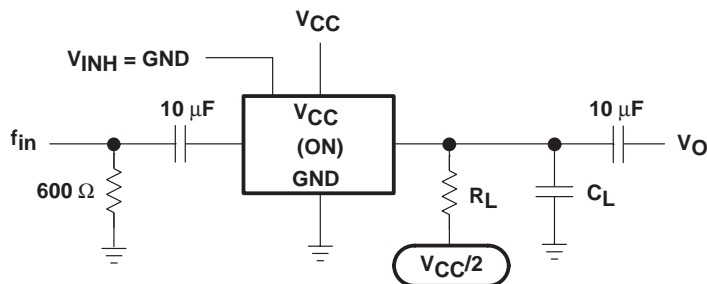 VCC
VINH = GND
10 μF
VCC
(ON)
GND
10 μF
fin
VO
600 Ω
RL
CL
VCC/2